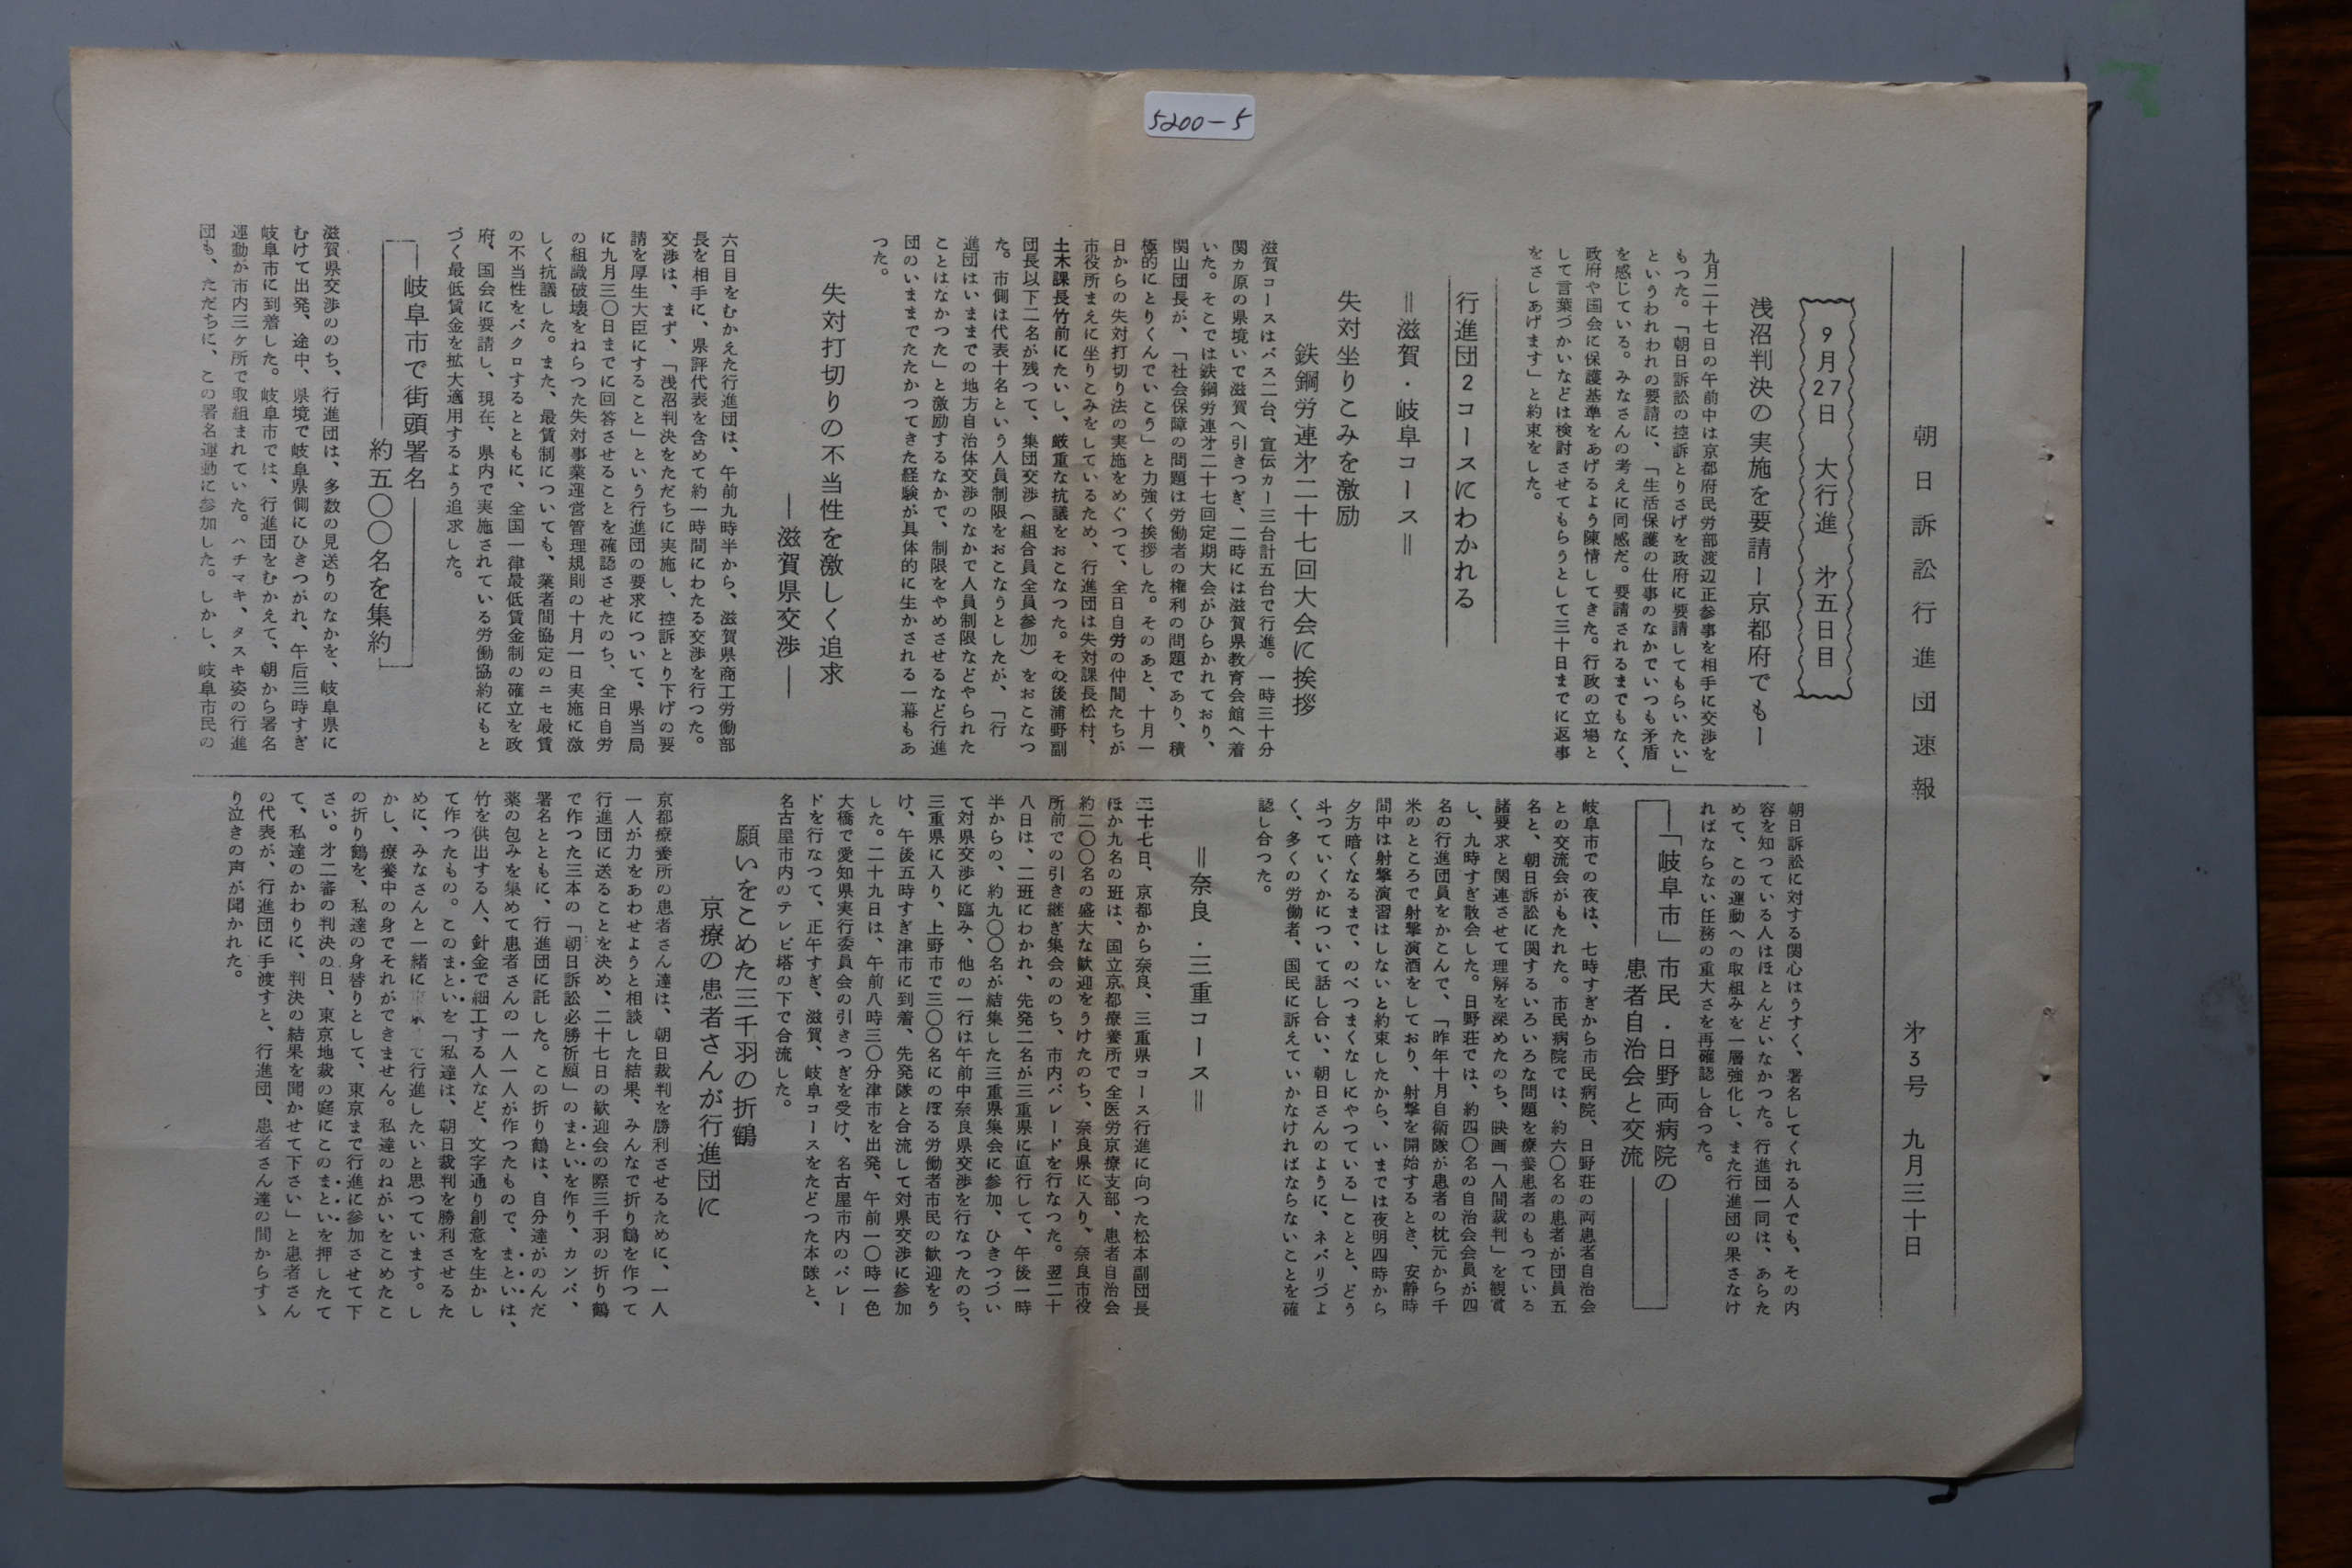 5200-5
朝日訴訟行進団速報
㐧3号 九月三十日
9月27日 大行進 㐧五日目
浅沼判決の実施を要請ー京都府でもー
九月二十七日の午前中は京都府民労部渡辺正参事を相手に交渉を
もつた。「朝日訴訟の控訴とりさげを政府に要請してもらいたい」
というわれわれの要請に、「生活保護の仕事のなかでいつも矛盾
を感じている。みなさんの考えに同感だ。要請されるまでもなく、
政府や国会に保護基準をあげるよう陳情してきた。行政の立場と
して言葉づかいなどは検討させてもらうとして三十日までに返事
をさしあげます」と約束をした。
行進団2コースにわかれる
=滋賀・岐阜コース=
失対坐りこみを激励
鉄鋼労連㐧二十七回大会に挨拶
滋賀コースはバス二台、宣伝カー三台計五台で行進。一時三十分
関カ原の県境いで滋賀へ引きつぎ、二時には滋賀県教育会館へ着
いた。そこでは鉄鋼労連㐧二十七回定期大会がひらかれており、
関山団長が、「社会保障の問題は労働者の権利の問題であり、積
極的にとりくんでいこう」と力強く挨拶した。そのあと、十月一
日からの失対打切り法の実施をめぐつて、全日自労の仲間たちが
市役所まえに坐りこみをしているため、行進団は失対課長松村、
土木課長竹前にたいし、厳重な抗議をおこなつた。その後浦野副
団長以下二名が残つて、集団交渉(組合員全員参加)をおこなつ
た。市側は代表十名という人員制限をおこなうとしたが、「行
進団はいままでの地方自治体交渉のなかで人員制限などやられた
ことはなかつた」と激励するなかで、制限をやめさせるなど行進
団のいままでたたかつてきた経験が具体的に生かされる一幕もあ
つた。
失対打切りの不当性を激しく追求
ー滋賀県交渉ー
六日目をむかえた行進団は、午前九時半から、滋賀県商工労働部
長を相手に、県評代表を含めて約一時間にわたる交渉を行つた。
交渉は、まず、「浅沼判決をただちに実施し、控訴とり下げの要
請を厚生大臣にすること」という行進団の要求について、県当局
に九月三〇日までに回答させることを確認させたのち、全日自労
の組識破壊をねらつた失対事業運営管理規則の十月一日実施に激
しく抗議した。また、最賃制についても、業者間協定のニセ最賃
の不当性をバクロするとともに、全国一律最低賃金制の確立を政
府、国会に要請し、現在、県内で実施されている労働協約にもと
づく最低賃金を拡大適用するよう追求した。
岐阜市で街頭署名
約五〇〇名を集約
滋賀県交渉ののち、行進団は、多数の見送りのなかを、岐阜県に
むけて出発、途中、県境で岐阜県側にひきつがれ、午后三時すぎ
岐阜市に到着した。岐阜市では、行進団をむかえて、朝から署名
運動が市内三ヶ所で取組まれていた。ハチマキ、タスキ姿の行進
団も、ただちに、この署名運動に参加した。しかし、岐阜市民の
朝日訴訟に対する関心はうすく、署名してくれる人でも、その内
容を知つている人はほとんどいなかつた。行進団一同は、あらた
めて、この運動への取組みを一層強化し、また行進団の果さなけ
ればならない任務の重大さを再確認し合つた。
「岐阜市」市民・日野両病院の
患者自治会と交流
岐阜市での夜は、七時すぎから市民病院、日野荘の両患者自治会
との交流会がもたれた。市民病院では、約六〇名の患者が団員五
名と、朝日訴訟に関するいろいろな問題を療養患者のもつている
諸要求と関連させて理解を深めたのち、映画「人間裁判」を観賞
し、九時すぎ散会した。日野荘では、約四〇名の自治会会員が四
名の行進団員をかこんで、「昨年十月自衛隊が患者の枕元から千
米のところで射撃演酒をしており、射撃を開始するとき、安静時
間中は射撃演習はしないと約束したから、いまでは夜明四時から
夕方暗くなるまで、のべつまくなしにやつている」ことと、どう
斗つていくかについて話し合い、朝日さんのように、ネバリづよ
く、多くの労働者、国民に訴えていかなければならないことを確
認し合つた。
=奈良・三重コース=
二十七日、京都から奈良、三重県コース行進に向つた松本副団長
ほか九名の班は、国立京都療養所で全医労京療支部、患者自治会
約二〇〇名の盛大な歓迎をうけたのち、奈良県に入り、奈良市役
所前での引き継ぎ集会ののち、市内パレードを行なつた。翌二十
八日は、二班にわかれ、先発二名が三重県に直行して、午後一時
半からの、約九〇〇名が結集した三重県集会に参加、ひきつづい
て対県交渉に臨み、他の一行は午前中奈良県交渉を行なつたのち、
三重県に入り、上野市で三〇〇名にのぼる労働者市民の歓迎をう
け、午後五時すぎ津市に到着、先発隊と合流して対県交渉に参加
した。二十九日は、午前八時三〇分津市を出発、午前一〇時一色
大橋で愛知県実行委員会の引きつぎを受け、名古屋市内のパレー
ドを行なつて、正午すぎ、滋賀、岐阜コースをたどつた本隊と、
名古屋市内のテレビ塔の下で合流した。
願いをこめた三千羽の折鶴
京療の患者さんが行進団に
京都療養所の患者さん達は、朝日裁判を勝利させるために、一人
一人が力をあわせようと相談した結果、みんなで折り鶴を作つて
行進団に送ることを決め、二十七日の歓迎会の際三千羽の折り鶴
で作つた三本の「朝日訴訟必勝祈願」のまといを作り、カンパ、
署名とともに、行進団に託した。この折り鶴は、自分達がのんだ
薬の包みを集めて患者さんの一人一人が作つたもので、まといは、
竹を供出する人、針金で細工する人など、文字通り創意を生かし
て作つたもの。このまといを「私達は、朝日裁判を勝利させるた
めに、みなさんと一緒に で行進したいと思つています。し
かし、療養中の身でそれができません。私達のねがいをこめたこ
の折り鶴を、私達の身替りとして、東京まで行進に参加させて下
さい。㐧二審の判決の日、東京地裁の庭にこのまといを押したて
て、私達のかわりに、判決の結果を聞かせて下さい」と患者さん
の代表が、行進団に手渡すと、行進団、患者さん達の間からすゝ
り泣きの声が聞かれた。